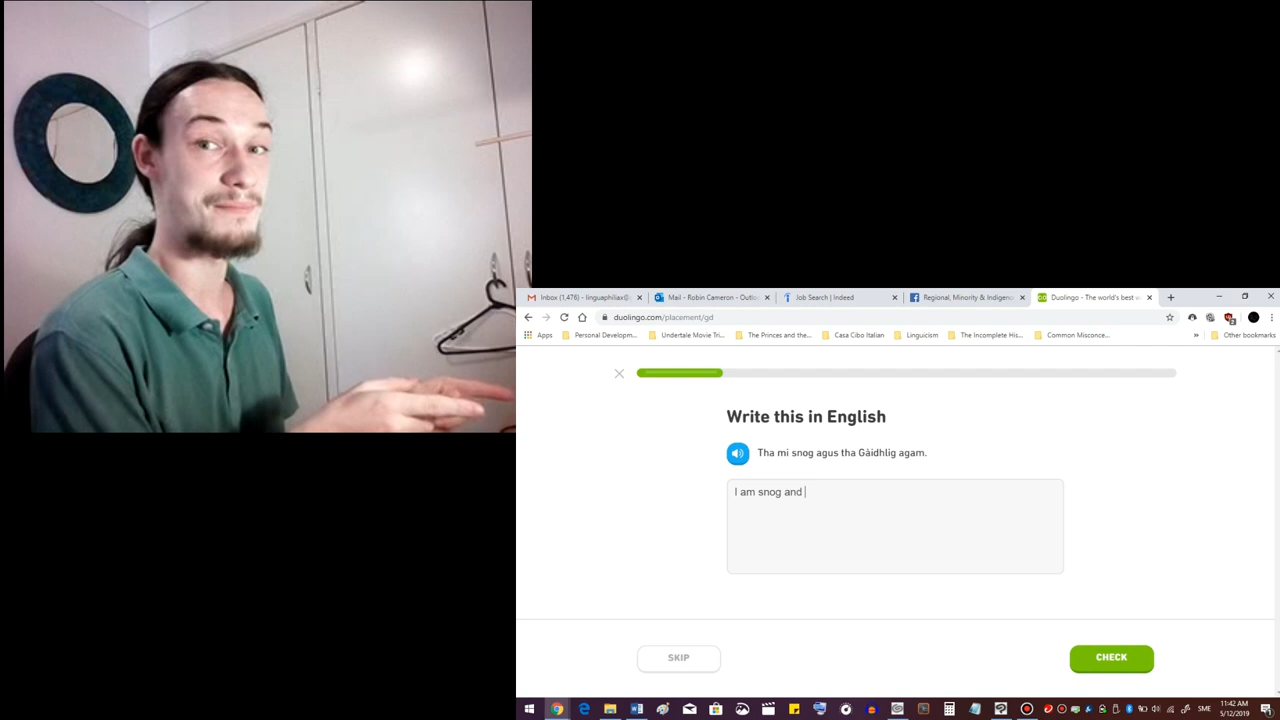 Inbox (1,476) - linguaphiliax@
Mail - Robin Cameron - Outlo
Job Search | Indeed
Regional, Minority & Indigen
Duolingo - The world's best w
duolingo.com/placement/gd
Apps
Personal Developm...
Undertale Movie Tri...
The Princes and the...
Casa Cibo Italian
Linguicism
The Incomplete His...
Common Misconce...
»
Other bookmarks
Write this in English
Tha mi snog agus tha Gàidhlig agam.
I am snog and
SKIP
CHECK
SME
11:42 AM
5/12/2019